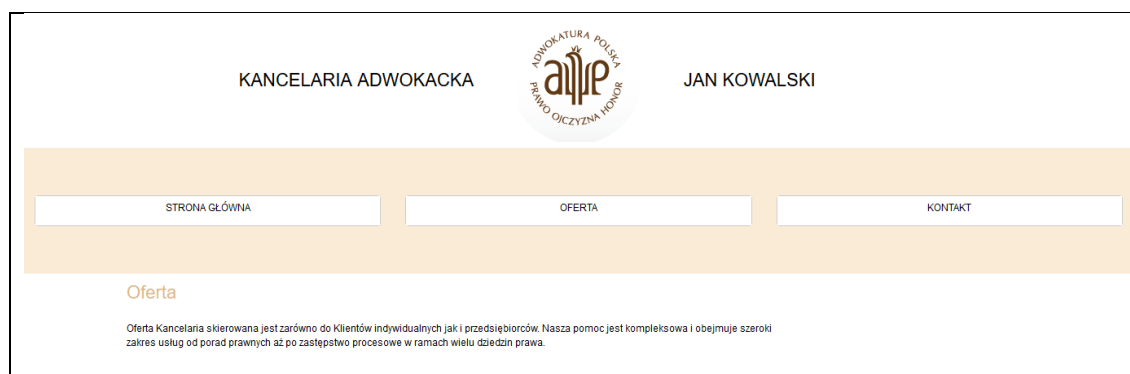 KANCELARIA ADWOKACKA
ADWOKATURA POLSKA
PRAWO OJCZYZNA HONOR
JAN KOWALSKI
STRONA GŁÓWNA
OFERTA
KONTAKT
Oferta
Oferta Kancelaria skierowana jest zarówno do Klientów indywidualnych jak i przedsiębiorców. Nasza pomoc jest kompleksowa i obejmuje szeroki
zakres usług od porad prawnych aż po zastępstwo procesowe w ramach wielu dziedzin prawa.